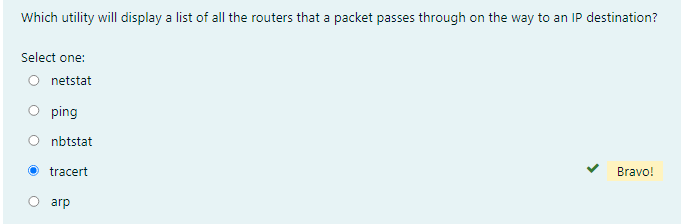 Which utility will display a list of all the routers that a packet passes through on the way to an IP destination?
Select one:
netstat
ping
nbtstat
tracert
Bravo!
arp